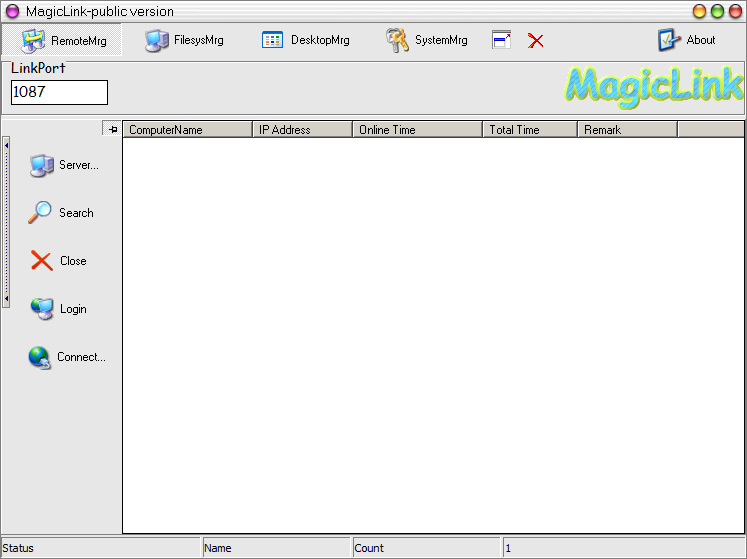 MagicLink-public version
RemoteMrg FilesysMrg DesktopMrg SystemMrg About
LinkPort
1087
MagicLink
ComputerName IP Address Online Time Total Time Remark
Server...
Search
Close
Login
Connect...
Status Name Count 1